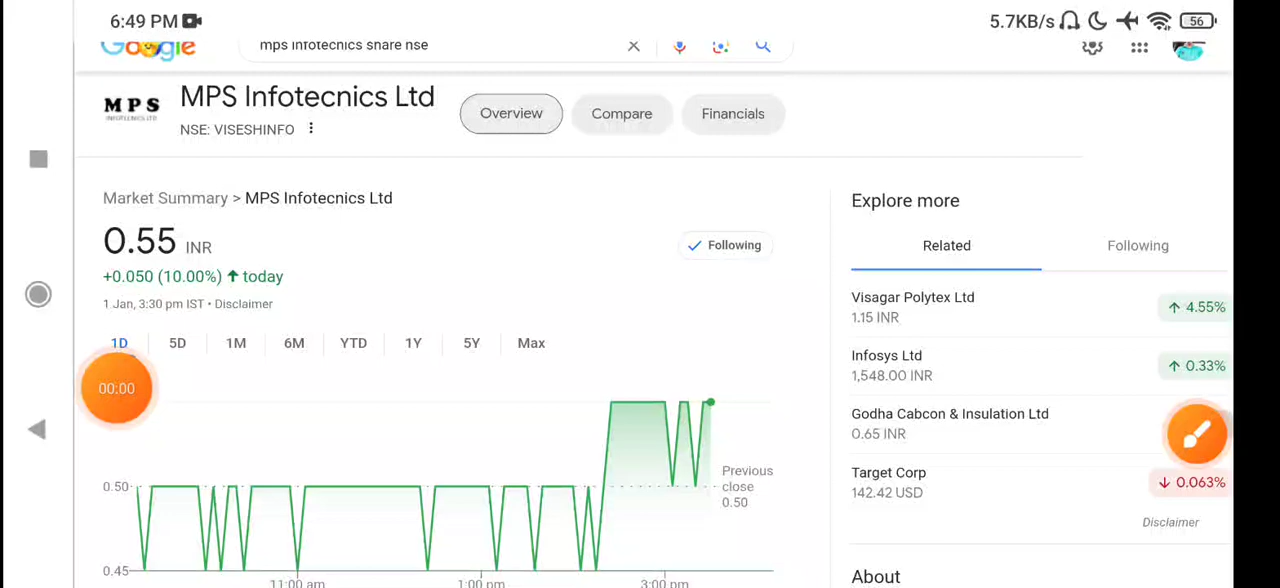 6:49 PM
5.7KB/s
56
Google
mps infotecnics share nse
MPS
INFOTECNICS LTD
MPS Infotecnics Ltd
NSE: VISESHINFO
Overview
Compare
Financials
Market Summary > MPS Infotecnics Ltd
0.55 INR
Following
+0.050 (10.00%) ↑ today
1 Jan, 3:30 pm IST • Disclaimer
1D
5D
1M
6M
YTD
1Y
5Y
Max
00:00
0.50
0.45
Previous
close
0.50
11:00 am
1:00 pm
3:00 pm
Explore more
Related
Following
Visagar Polytex Ltd
1.15 INR
↑ 4.55%
Infosys Ltd
1,548.00 INR
↑ 0.33%
Godha Cabcon & Insulation Ltd
0.65 INR
Target Corp
142.42 USD
↓ 0.063%
Disclaimer
About